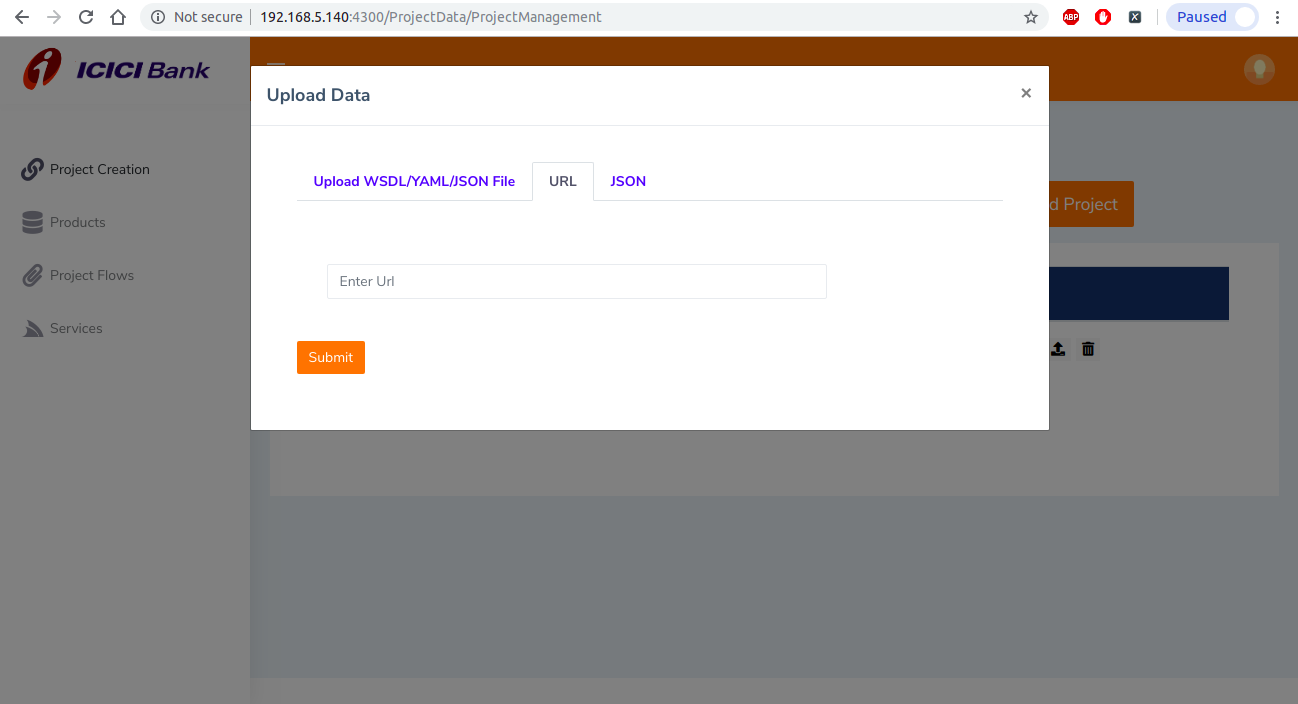 Not secure
192.168.5.140:4300/ProjectData/ProjectManagement
ABP
X
Paused
i ICICI Bank
Upload Data
×
Project Creation
Upload WSDL/YAML/JSON File URL JSON
d Project
Products
Project Flows
Enter Url
Services
Submit